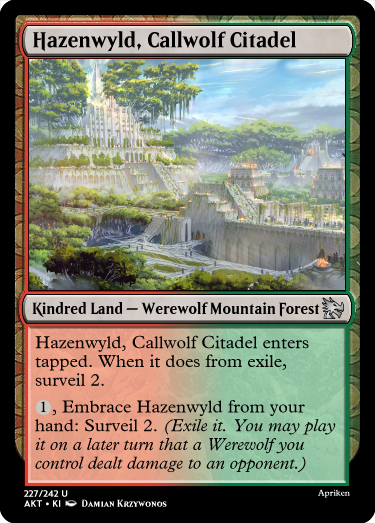 Hazenwyld, Callwolf Citadel
Kindred Land — Werewolf Mountain Forest
Hazenwyld, Callwolf Citadel enters
tapped. When it does from exile,
surveil 2.
1, Embrace Hazenwyld from your
hand: Surveil 2. (Exile it. You may play
it on a later turn that a Werewolf you
control dealt damage to an opponent.)
227/242 U
Apriken
AKT • KI Damian Krzywonos